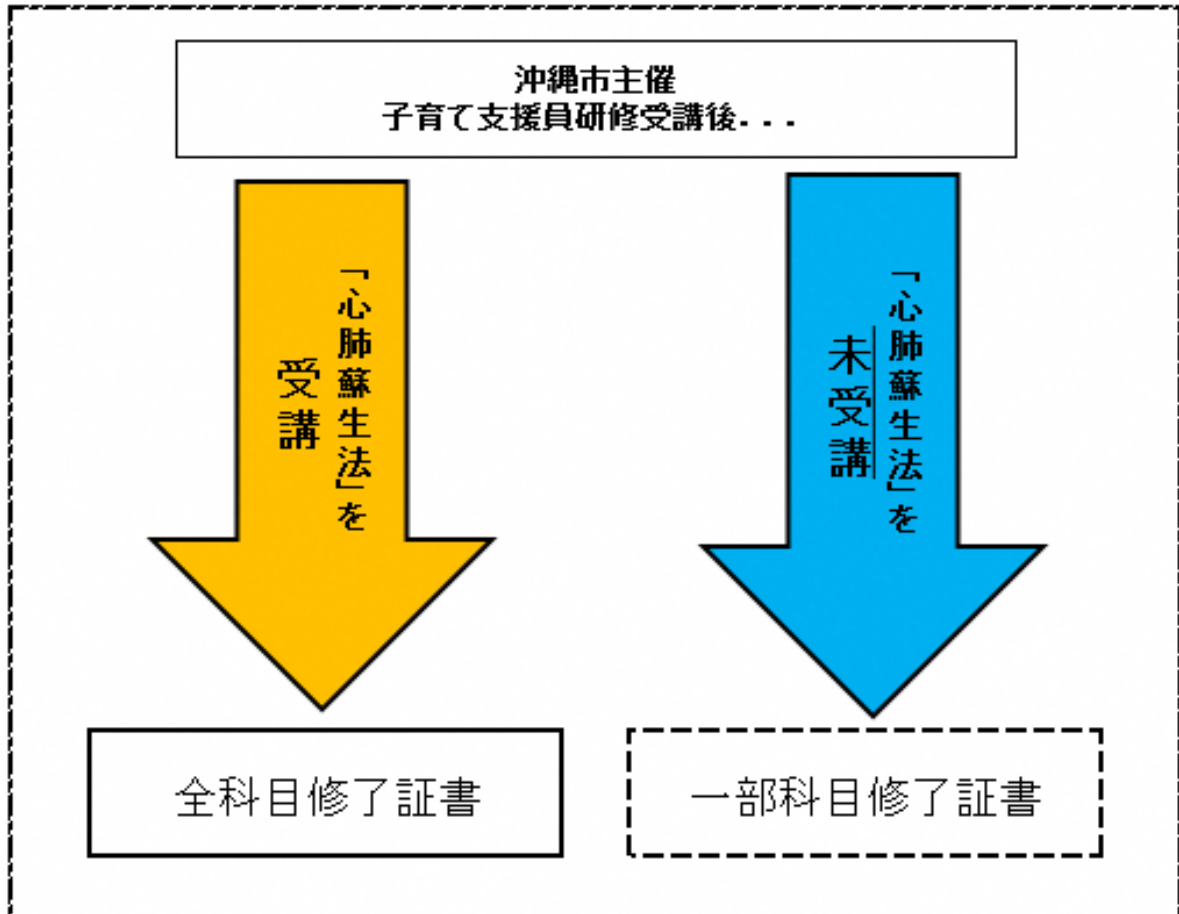 沖縄市主催
子育て支援員研修受講後...
「心肺蘇生法」を
受講
「心肺蘇生法」を
未受講
全科目修了証書
一部科目修了証書